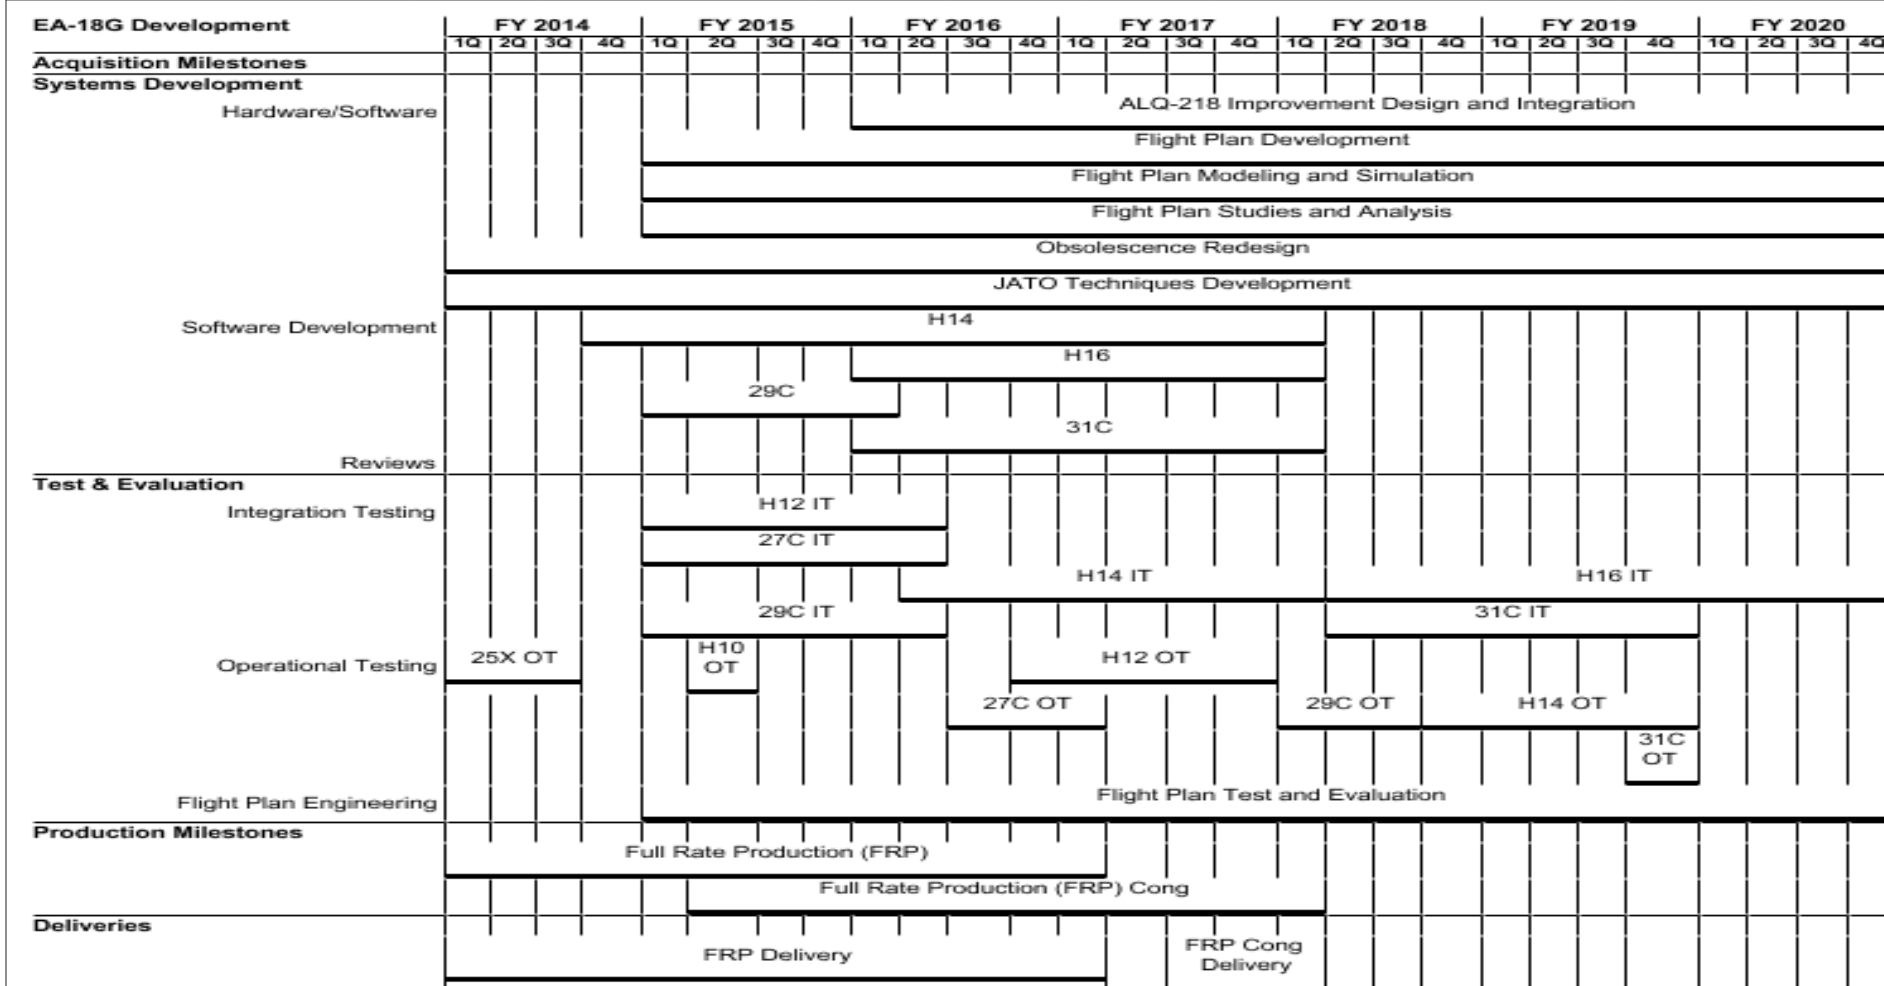 EA-18G Development FY 2014 FY 2015 FY 2016 FY 2017 FY 2018 FY 2019 FY 2020
1Q 2Q 3Q 4Q 1Q 2Q 3Q 4Q 1Q 2Q 3Q 4Q 1Q 2Q 3Q 4Q 1Q 2Q 3Q 4Q 1Q 2Q 3Q 4Q 1Q 2Q 3Q 4Q
Acquisition Milestones
Systems Development
Hardware/Software ALQ-218 Improvement Design and Integration
Flight Plan Development
Flight Plan Modeling and Simulation
Flight Plan Studies and Analysis
Obsolescence Redesign
JATO Techniques Development
Software Development H14
H16
29C
31C
Reviews
Test & Evaluation
Integration Testing H12 IT
27C IT
H14 IT H16 IT
29C IT 31C IT
Operational Testing 25X OT H10 OT H12 OT
27C OT 29C OT H14 OT
31C OT
Flight Plan Engineering Flight Plan Test and Evaluation
Production Milestones
Full Rate Production (FRP)
Full Rate Production (FRP) Cong
Deliveries
FRP Delivery FRP Cong Delivery